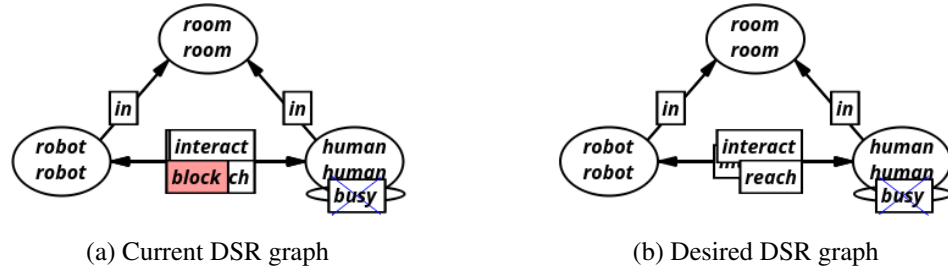 room
room
in
in
robot
robot
interact
block
ch
human
human
busy
(a) Current DSR graph
room
room
in
in
robot
robot
interact
reach
human
human
busy
(b) Desired DSR graph